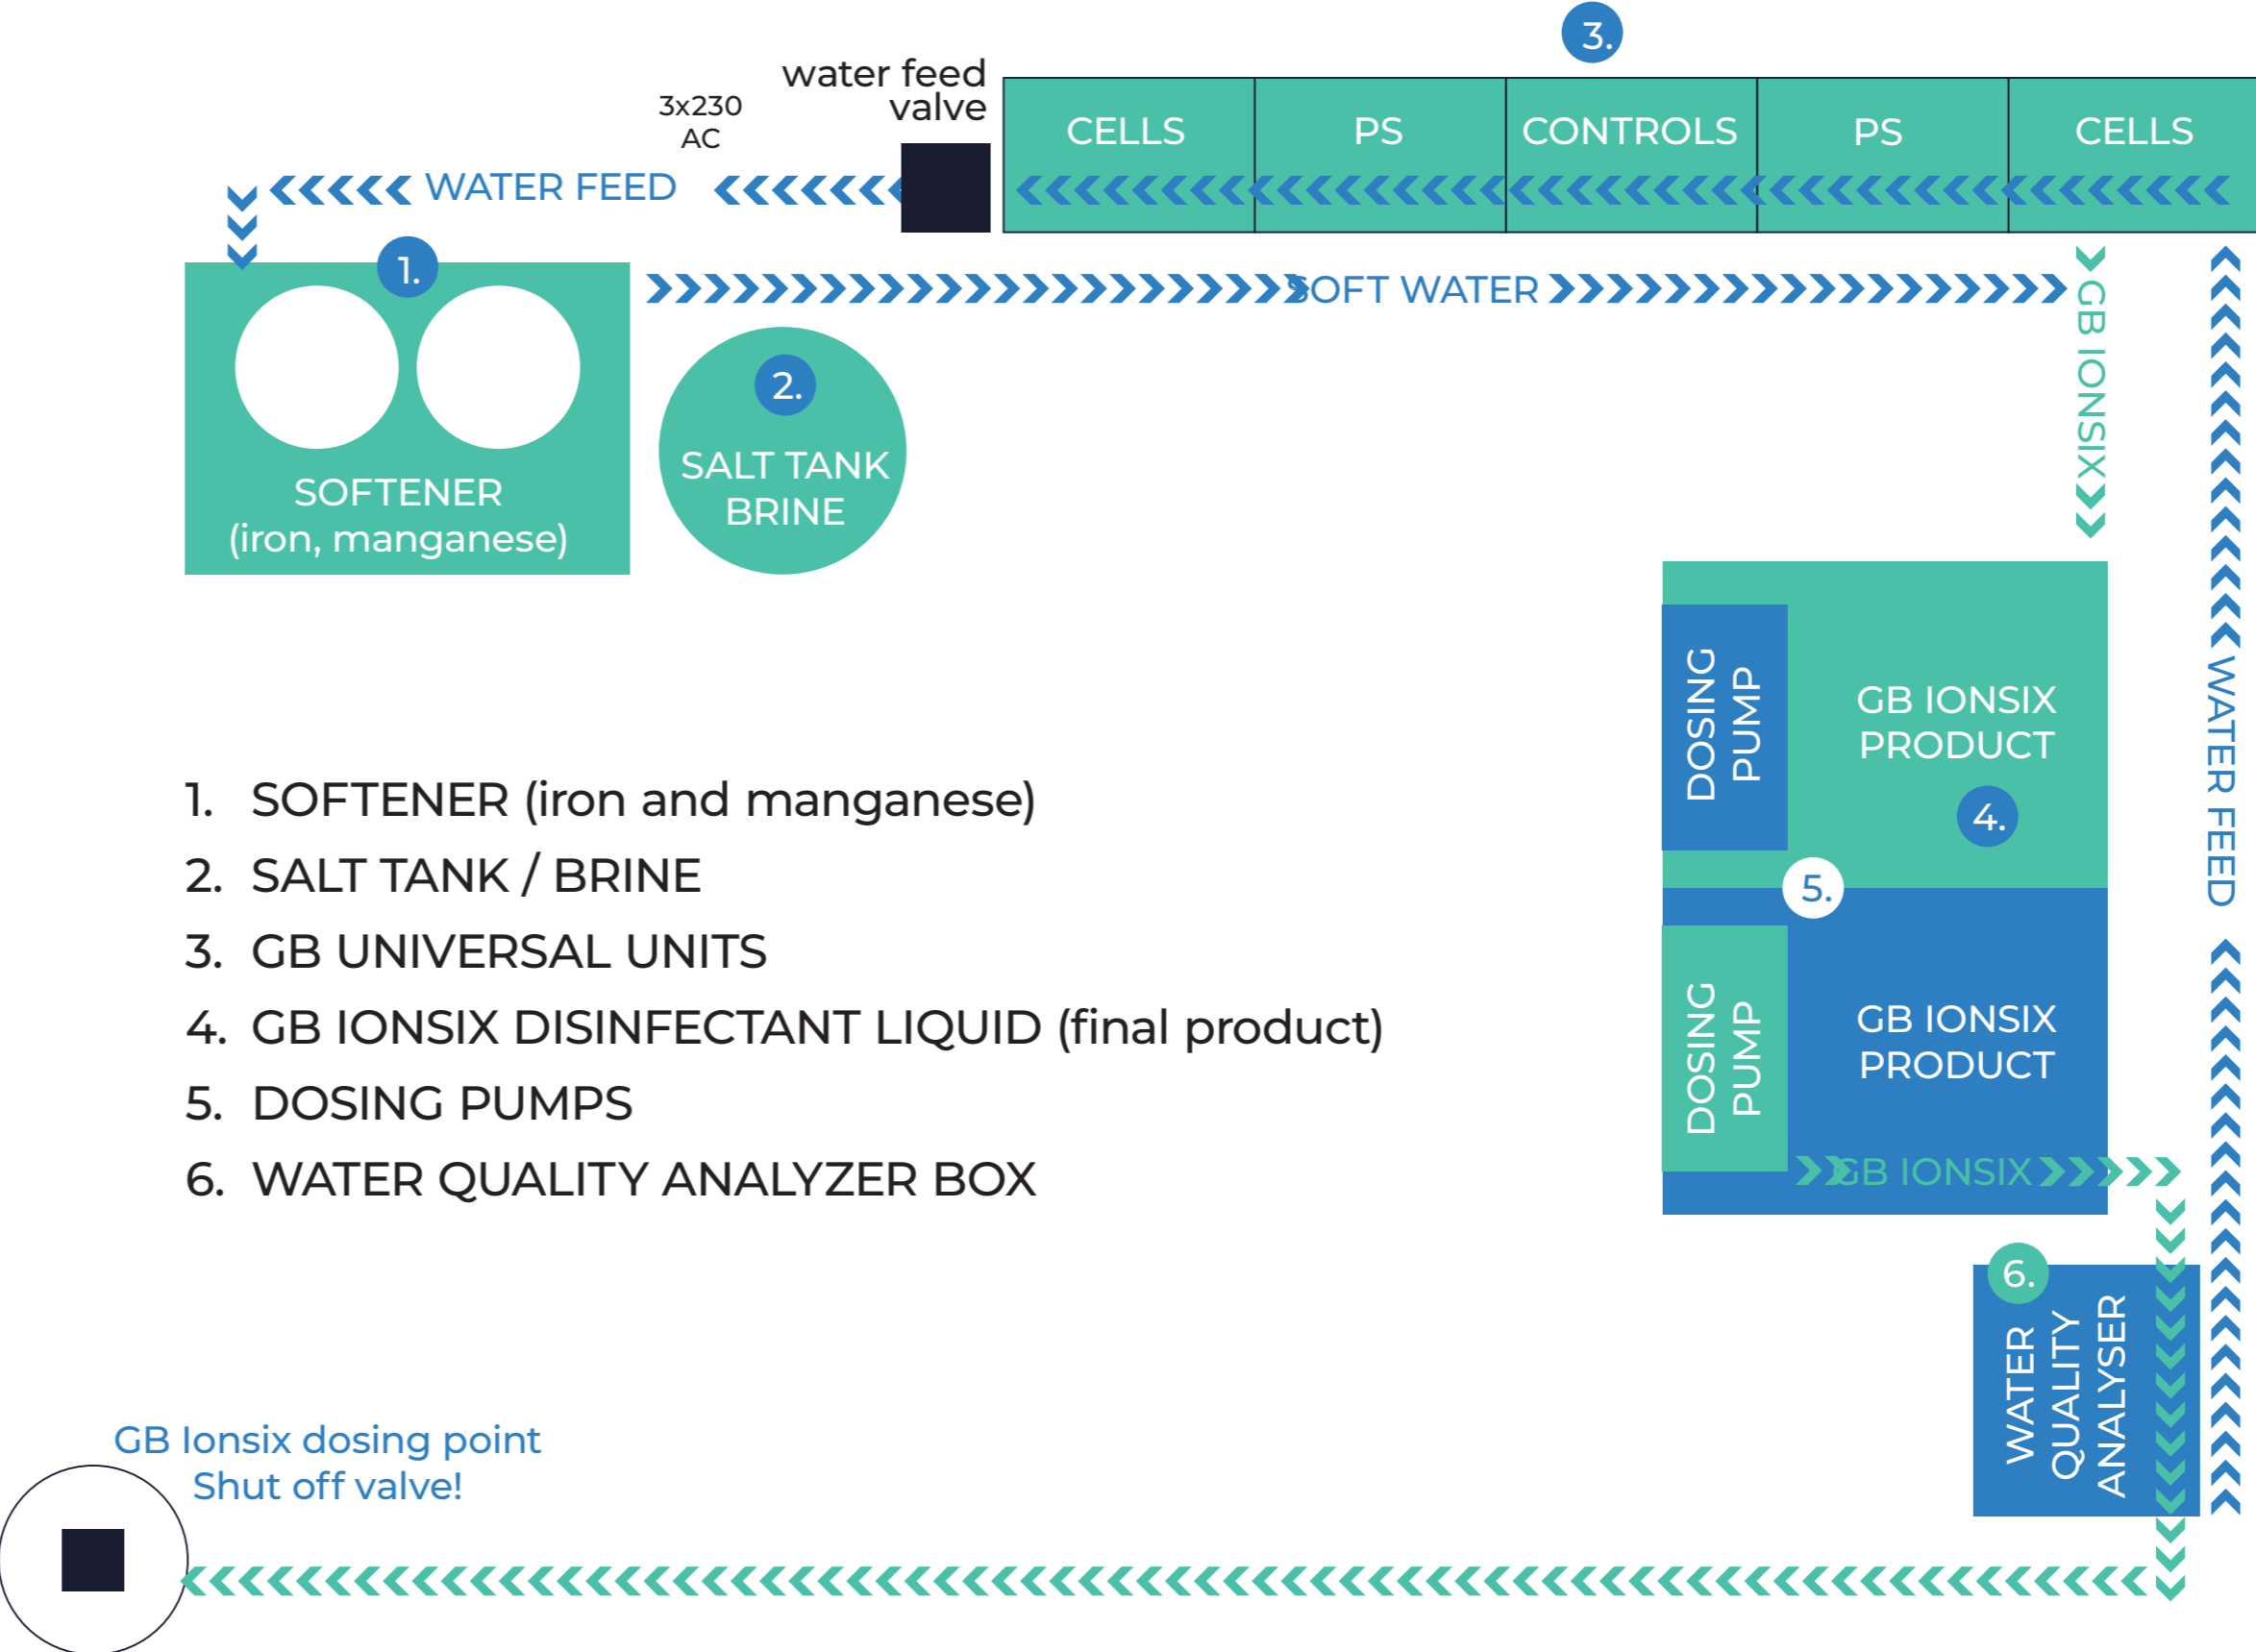 3.
water feed
valve
3x230
AC
CELLS
PS
CONTROLS
PS
CELLS
WATER FEED
1.
SOFT WATER
GB IONSIX
2.
SALT TANK
BRINE
SOFTENER
(iron, manganese)
WATER FEED
DOSING
PUMP
GB IONSIX
PRODUCT
4.
5.
DOSING
PUMP
GB IONSIX
PRODUCT
GB IONSIX
1. SOFTENER (iron and manganese)
2. SALT TANK / BRINE
3. GB UNIVERSAL UNITS
4. GB IONSIX DISINFECTANT LIQUID (final product)
5. DOSING PUMPS
6. WATER QUALITY ANALYZER BOX
6.
WATER
QUALITY
ANALYSER
GB Ionsix dosing point
Shut off valve!